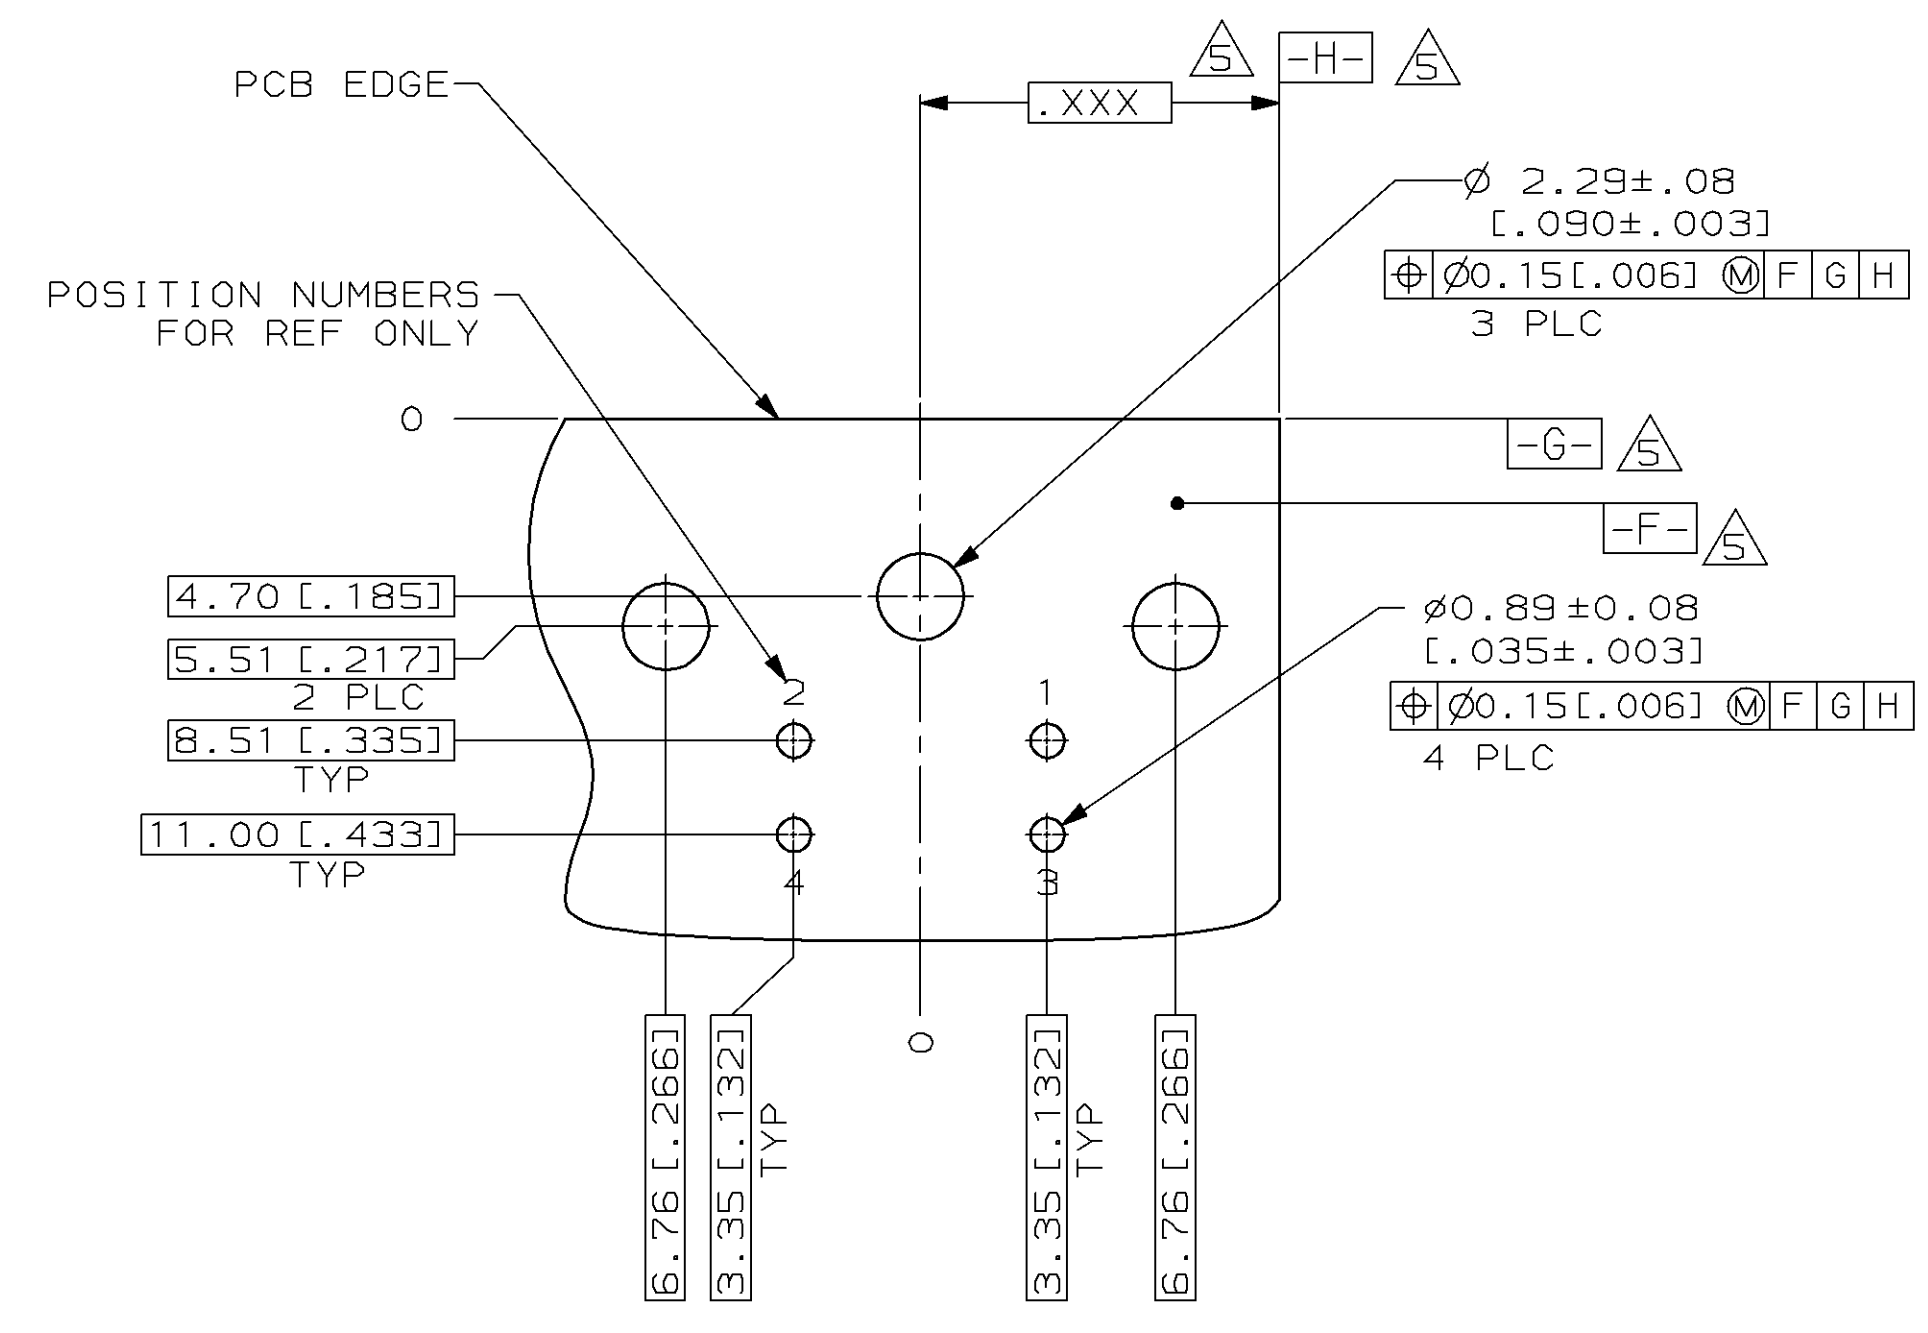 5
-H-
5
PCB EDGE
.XXX
Ø 2.29±.08
[.090±.003]
⌖ Ø0.15[.006] Ⓜ F G H
3 PLC
POSITION NUMBERS
FOR REF ONLY
0
-G-
5
-F-
5
4.70 [.185]
5.51 [.217]
2 PLC
8.51 [.335]
TYP
11.00 [.433]
TYP
2
1
4
3
Ø0.89±0.08
[.035±.003]
⌖ Ø0.15[.006] Ⓜ F G H
4 PLC
6.76 [.266]
3.35 [.132]
TYP
0
3.35 [.132]
TYP
6.76 [.266]